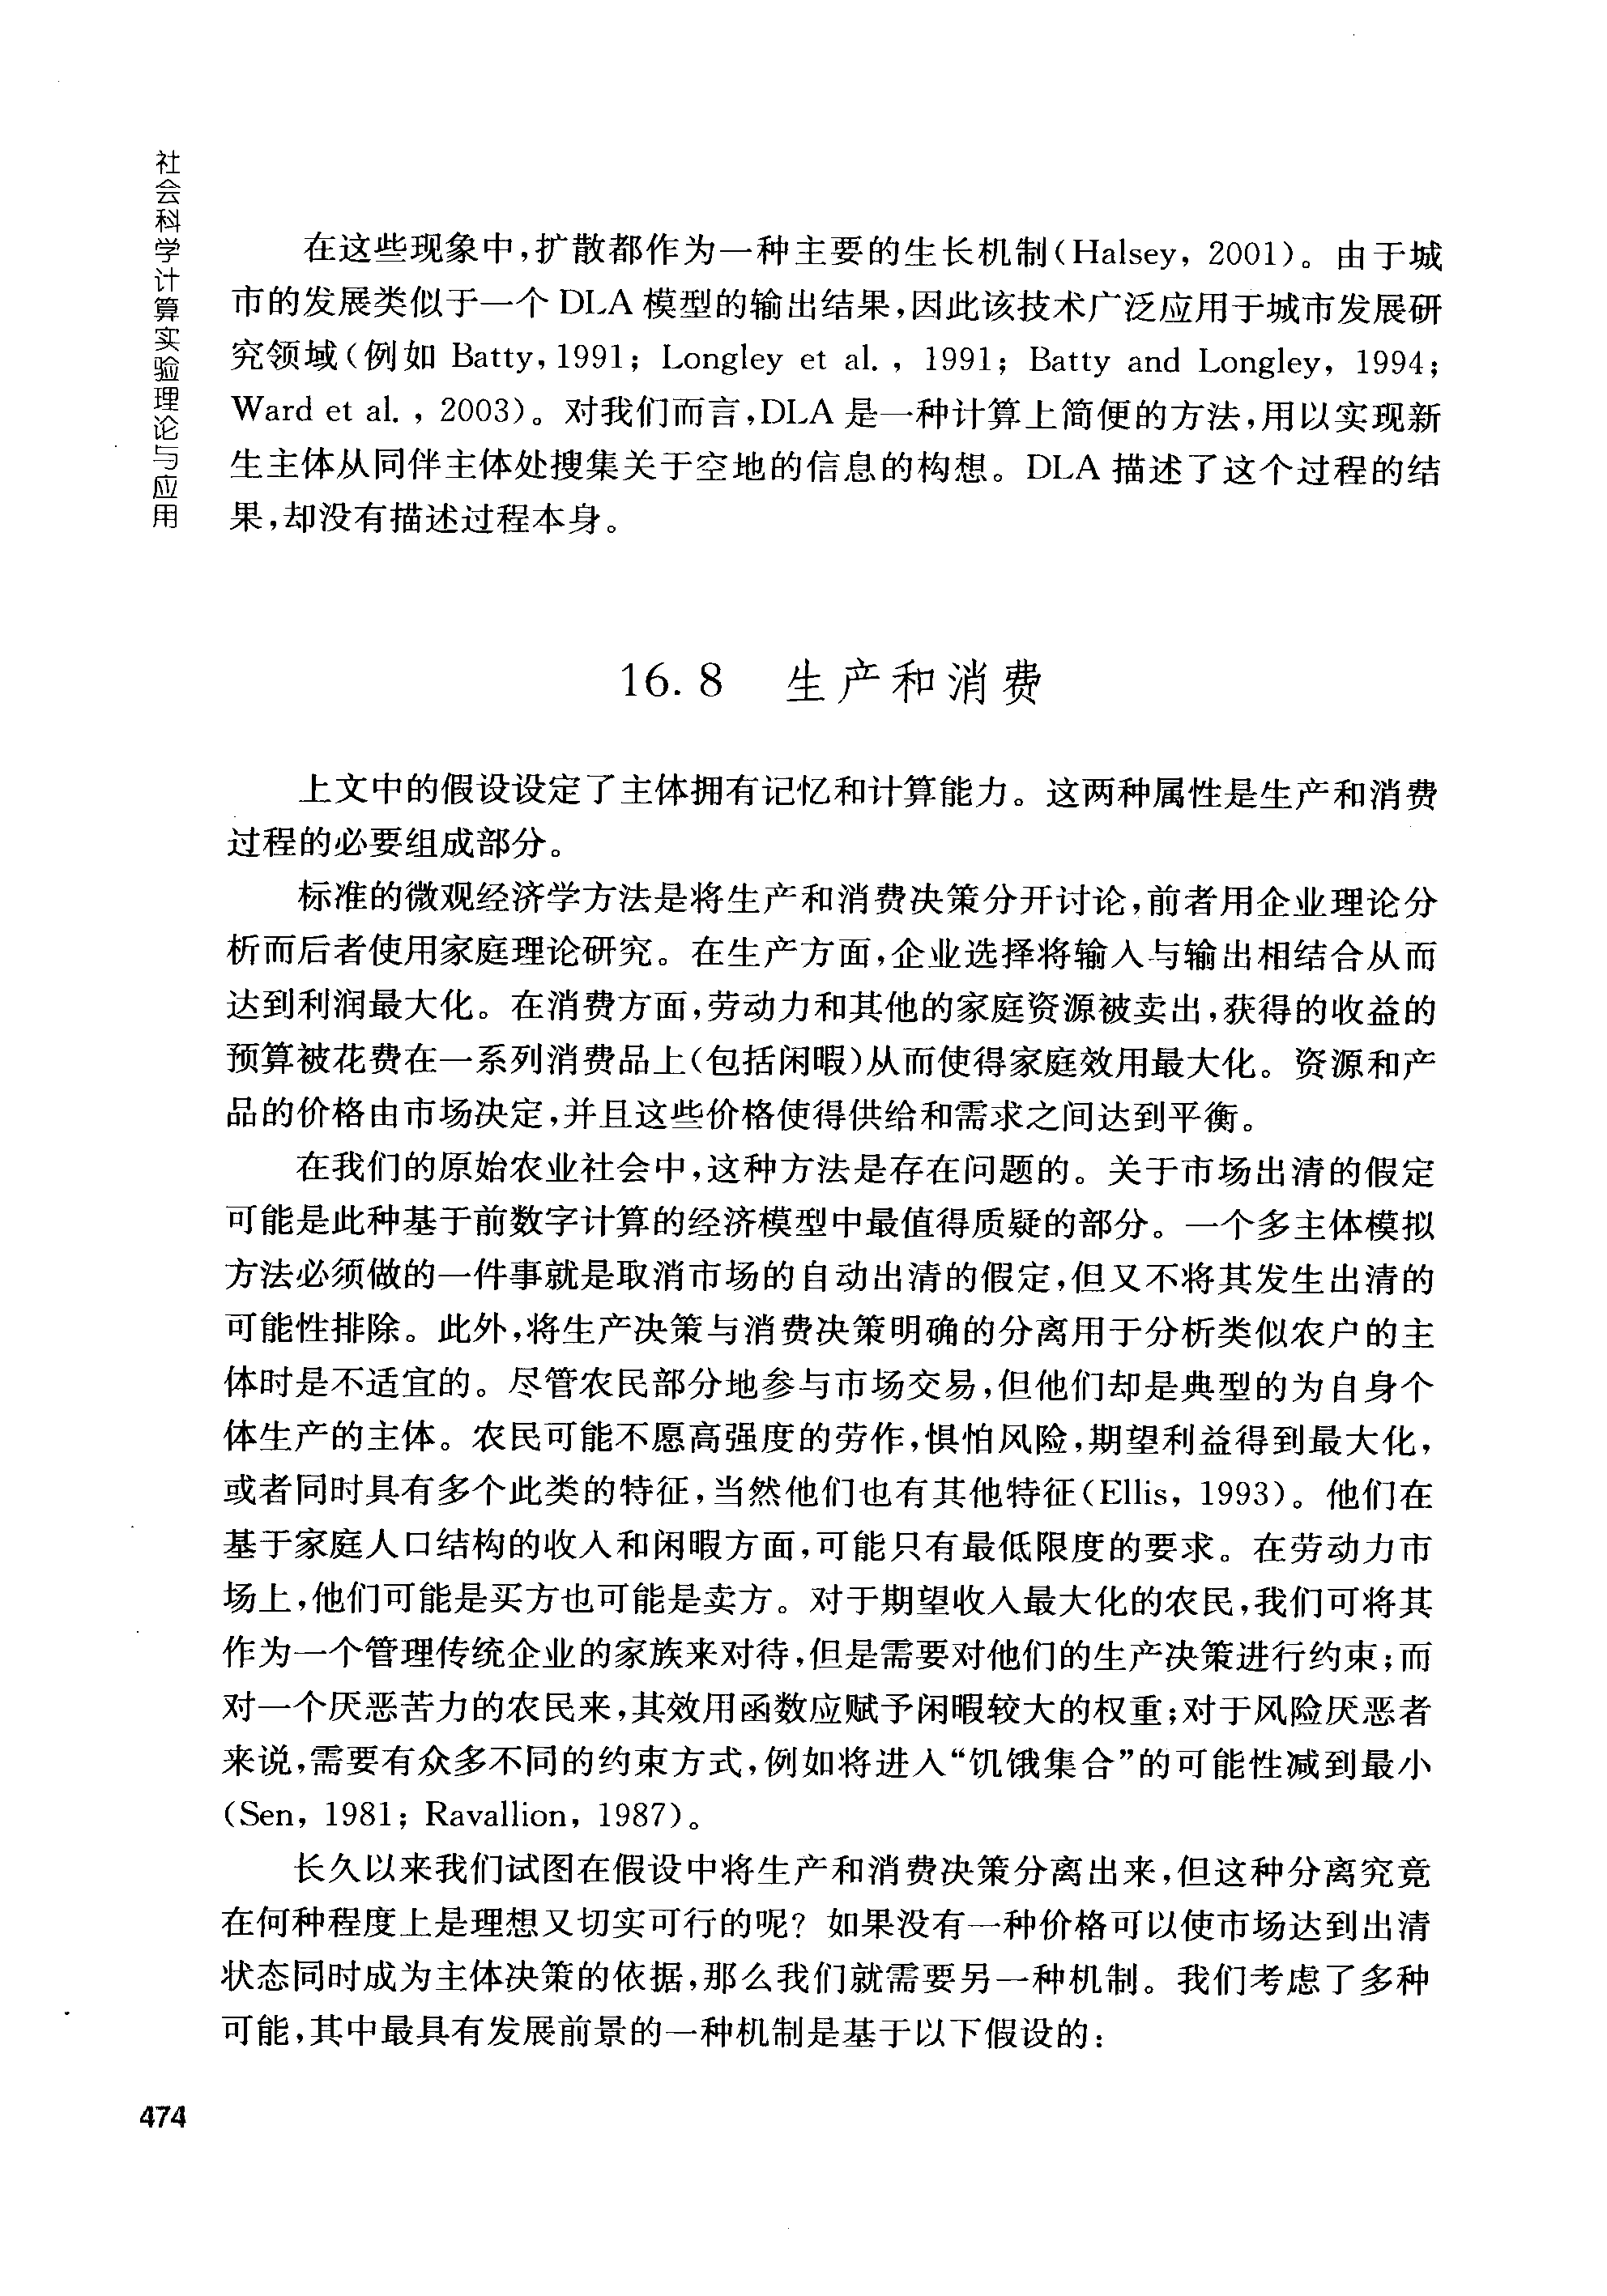 社会科学计算实验理论与应用
在这些现象中,扩散都作为一种主要的生长机制(Halsey, 2001)。由于城
市的发展类似于一个 DLA 模型的输出结果,因此该技术广泛应用于城市发展研
究领域(例如 Batty,1991; Longley et al. , 1991; Batty and Longley, 1994;
Ward et al. , 2003)。对我们而言,DLA 是一种计算上简便的方法,用以实现新
生主体从同伴主体处搜集关于空地的信息的构想。DLA 描述了这个过程的结
果,却没有描述过程本身。
16.8 生产和消费
上文中的假设设定了主体拥有记忆和计算能力。这两种属性是生产和消费
过程的必要组成部分。
标准的微观经济学方法是将生产和消费决策分开讨论,前者用企业理论分
析而后者使用家庭理论研究。在生产方面,企业选择将输入与输出相结合从而
达到利润最大化。在消费方面,劳动力和其他的家庭资源被卖出,获得的收益的
预算被花费在一系列消费品上(包括闲暇)从而使得家庭效用最大化。资源和产
品的价格由市场决定,并且这些价格使得供给和需求之间达到平衡。
在我们的原始农业社会中,这种方法是存在问题的。关于市场出清的假定
可能是此种基于前数字计算的经济模型中最值得质疑的部分。一个多主体模拟
方法必须做的一件事就是取消市场的自动出清的假定,但又不将其发生出清的
可能性排除。此外,将生产决策与消费决策明确的分离用于分析类似农户的主
体时是不适宜的。尽管农民部分地参与市场交易,但他们却是典型的为自身个
体生产的主体。农民可能不愿高强度的劳作,惧怕风险,期望利益得到最大化,
或者同时具有多个此类的特征,当然他们也有其他特征(Ellis, 1993)。他们在
基于家庭人口结构的收入和闲暇方面,可能只有最低限度的要求。在劳动力市
场上,他们可能是买方也可能是卖方。对于期望收入最大化的农民,我们可将其
作为一个管理传统企业的家族来对待,但是需要对他们的生产决策进行约束;而
对一个厌恶苦力的农民来,其效用函数应赋予闲暇较大的权重;对于风险厌恶者
来说,需要有众多不同的约束方式,例如将进入“饥饿集合”的可能性减到最小
(Sen, 1981; Ravallion, 1987)。
长久以来我们试图在假设中将生产和消费决策分离出来,但这种分离究竟
在何种程度上是理想又切实可行的呢? 如果没有一种价格可以使市场达到出清
状态同时成为主体决策的依据,那么我们就需要另一种机制。我们考虑了多种
可能,其中最具有发展前景的一种机制是基于以下假设的:
474